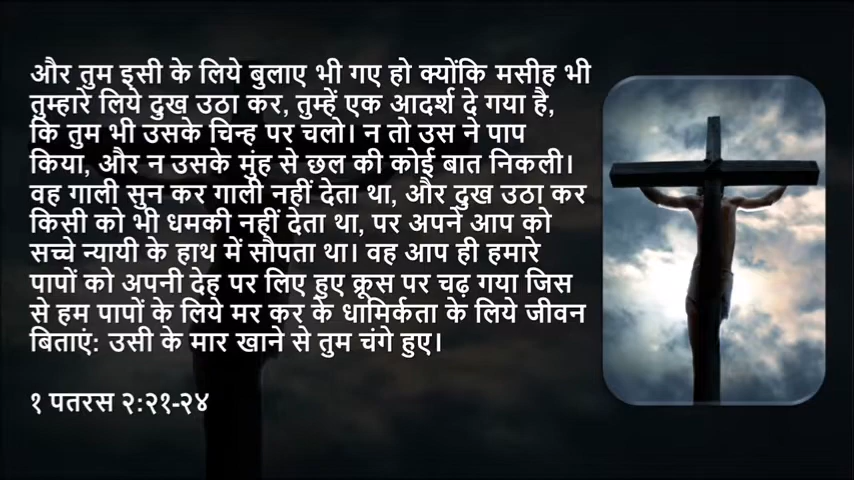 और तुम इसी के लिये बुलाए भी गए हो क्योंकि मसीह भी
तुम्हारे लिये दुख उठा कर, तुम्हें एक आदर्श दे गया है,
कि तुम भी उसके चिन्ह पर चलो। न तो उस ने पाप
किया, और न उसके मुंह से छल की कोई बात निकली।
वह गाली सुन कर गाली नहीं देता था, और दुख उठा कर
किसी को भी धमकी नहीं देता था, पर अपने आप को
सच्चे न्यायी के हाथ में सौपता था। वह आप ही हमारे
पापों को अपनी देह पर लिए हुए क्रूस पर चढ़ गया जिस
से हम पापों के लिये मर कर के धामिर्कता के लिये जीवन
बिताएं: उसी के मार खाने से तुम चंगे हुए।
१ पतरस २:२१-२४